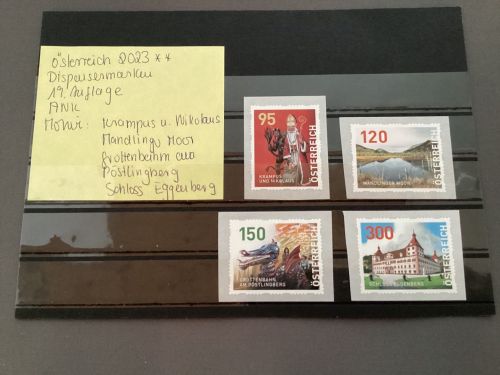 Österreich 2023 **
Dispensermarken
19. Auflage
ANK
Motiv: Krampus u. Nikolaus
Mandlinger Moor
Grottenbahn am
Pöstlingberg
Schloss Eggenberg
95
KRAMPUS
UND NIKOLAUS
ÖSTERREICH
120
MANDLINGER MOOR
ÖSTERREICH
150
GROTTENBAHN
AM PÖSTLINGBERG
ÖSTERREICH
300
SCHLOSS EGGENBERG
ÖSTERREICH